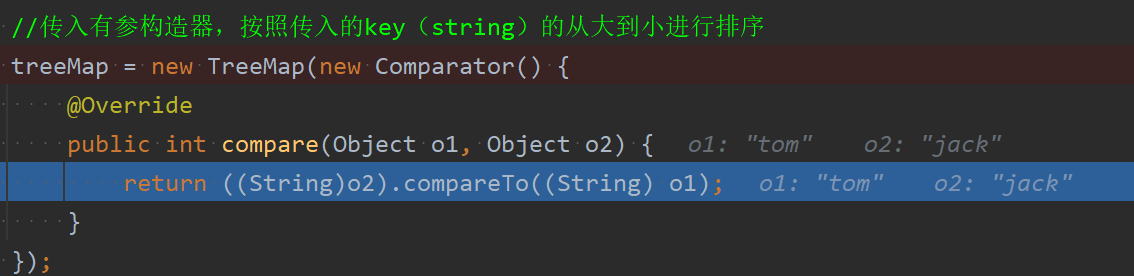 //传入有参构造器，按照传入的key（string）的从大到小进行排序
treeMap = new TreeMap(new Comparator() {
@Override
public int compare(Object o1, Object o2) { o1: "tom" o2: "jack"
return ((String)o2).compareTo((String) o1); o1: "tom" o2: "jack"
}
});